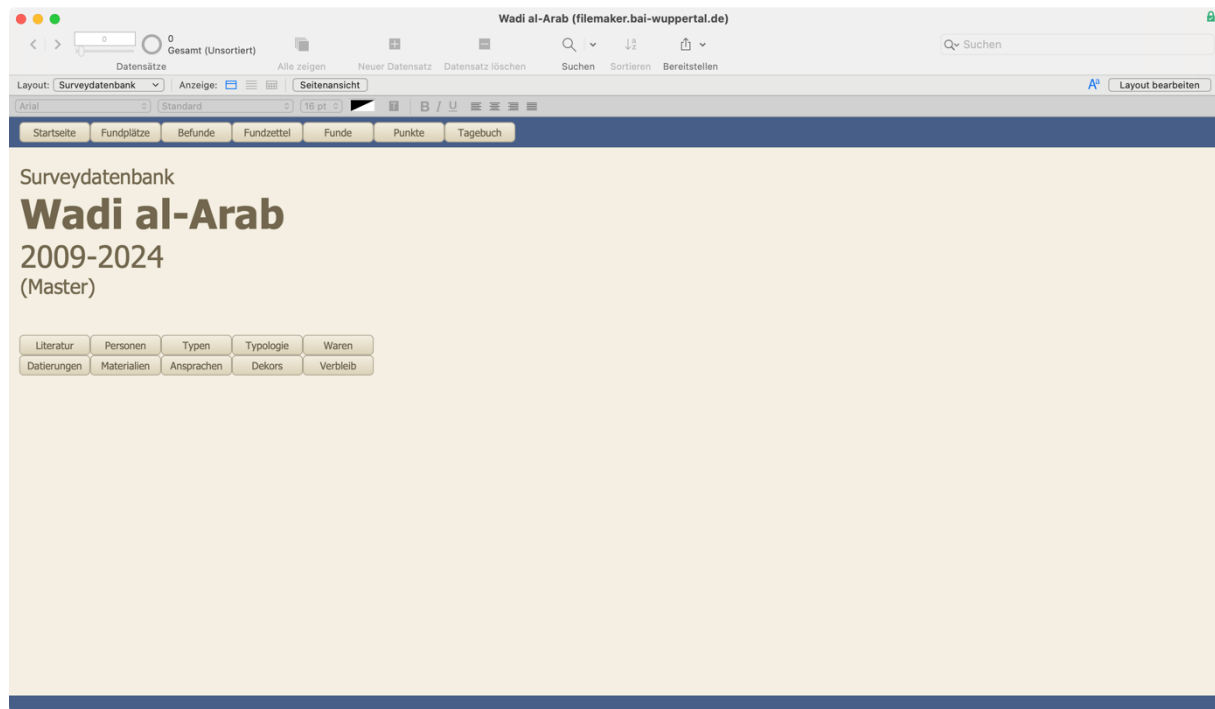 Wadi al-Arab (filemaker.bai-wuppertal.de)
0
0
Gesamt (Unsortiert)
Datensätze
Alle zeigen
Neuer Datensatz
Datensatz löschen
Suchen
Sortieren
Bereitstellen
Suchen
Layout: Surveydatenbank Anzeige: Seitenansicht Aa Layout bearbeiten
Arial Standard 16 pt B I U
Startseite Fundplätze Befunde Fundzettel Funde Punkte Tagebuch
Surveydatenbank
Wadi al-Arab
2009-2024
(Master)
Literatur Personen Typen Typologie Waren
Datierungen Materialien Ansprachen Dekors Verbleib